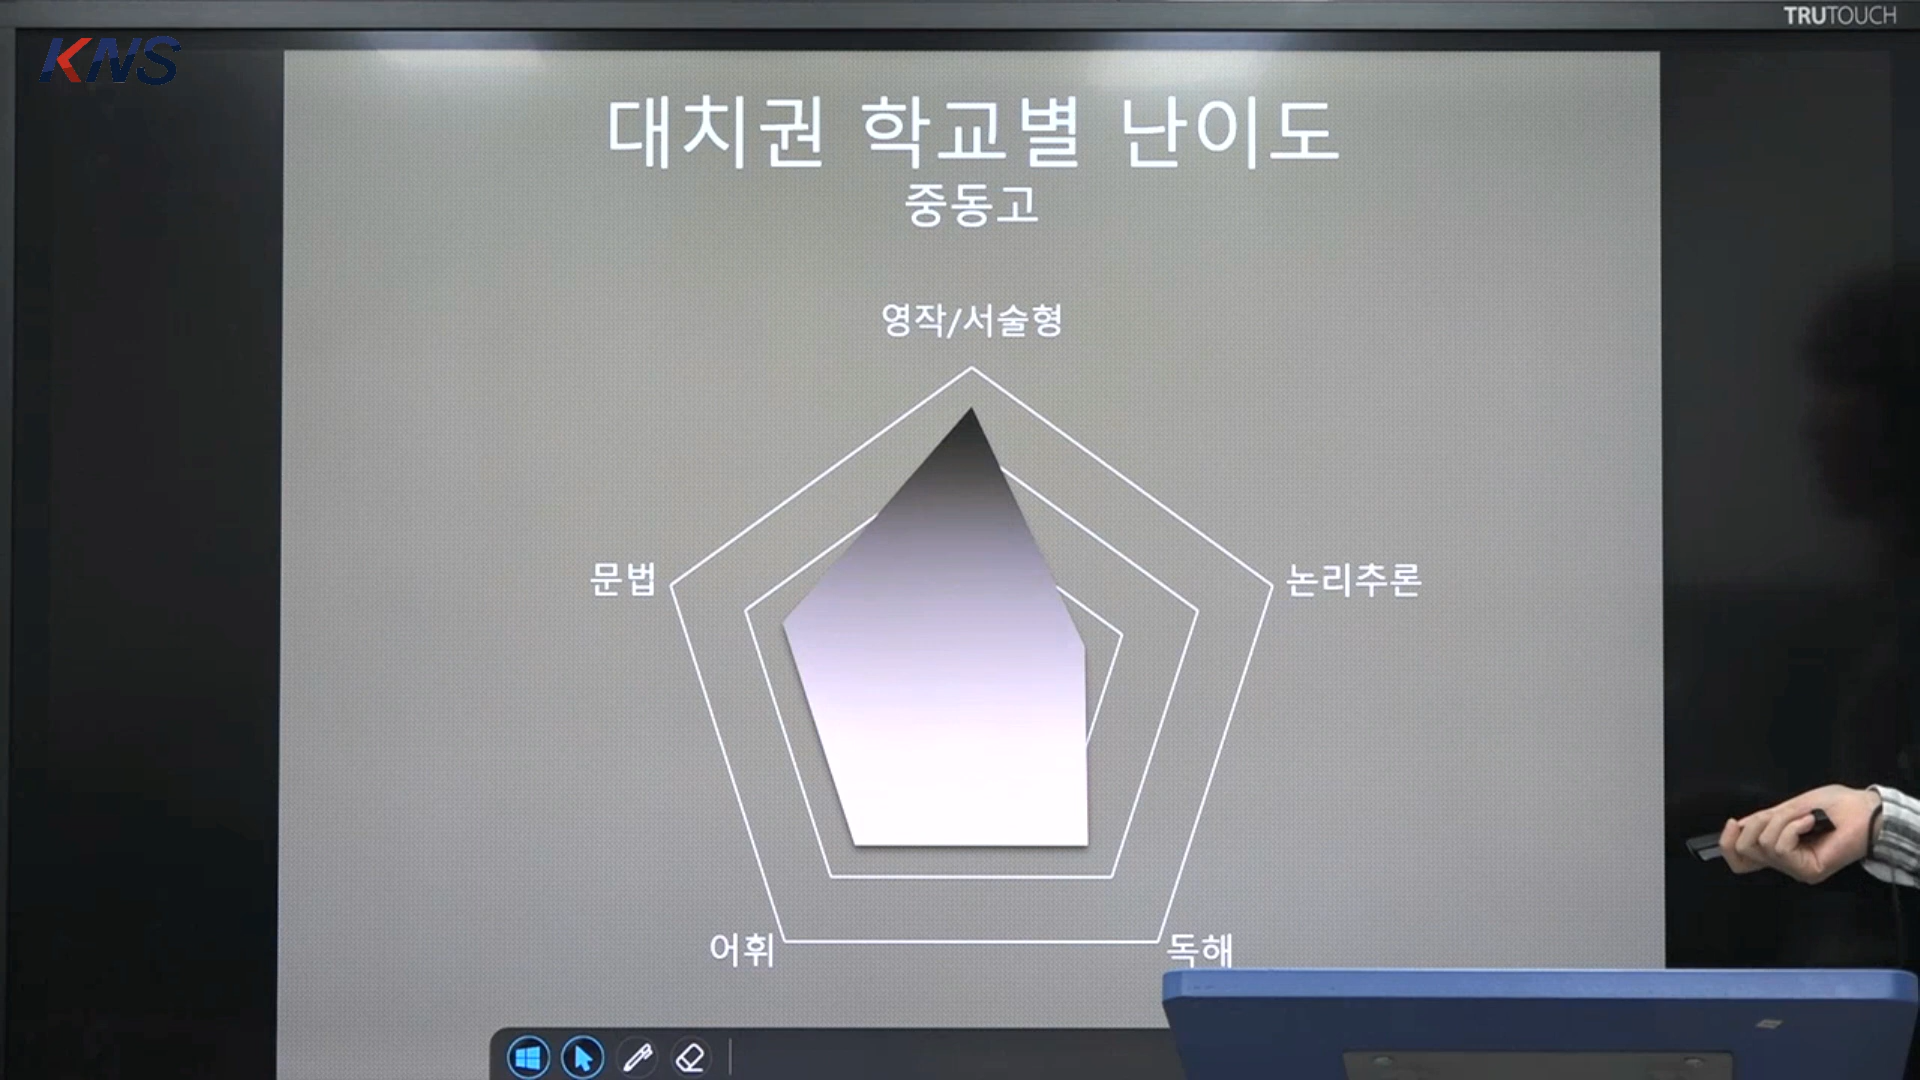 TRUTOUCH
KNS
대치권 학교별 난이도
중동고
영작/서술형
문법
논리추론
어휘
독해